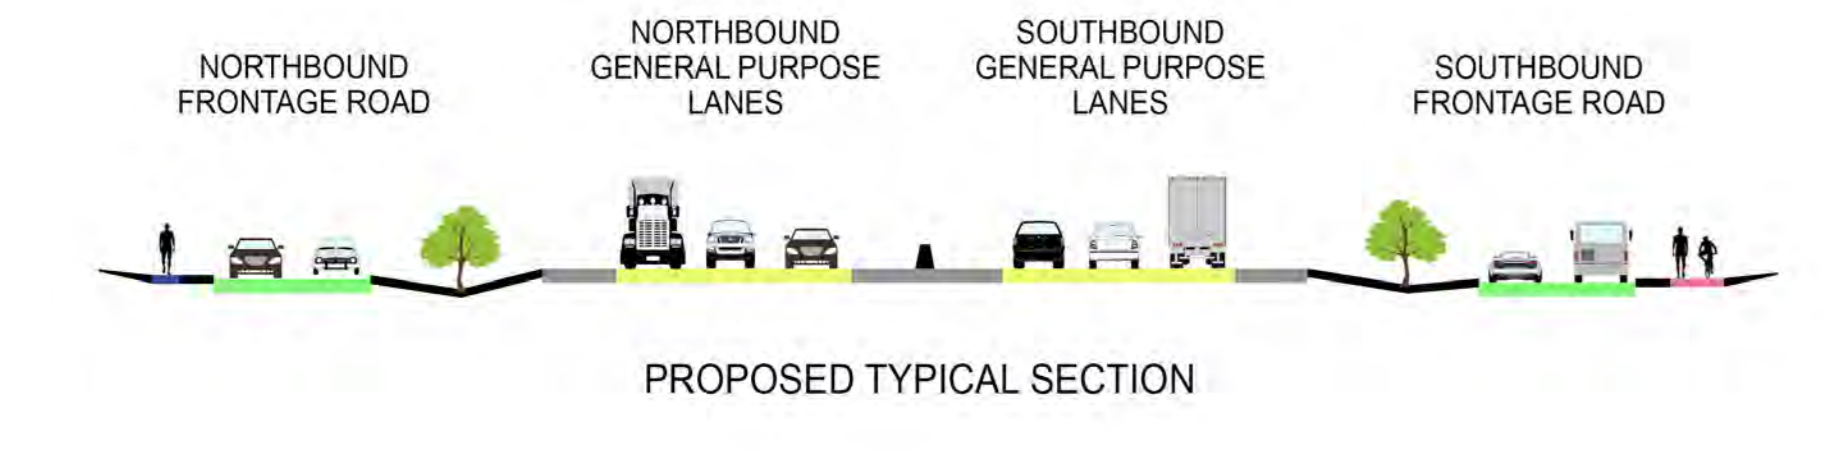 NORTHBOUND
FRONTAGE ROAD
NORTHBOUND
GENERAL PURPOSE
LANES
SOUTHBOUND
GENERAL PURPOSE
LANES
SOUTHBOUND
FRONTAGE ROAD
PROPOSED TYPICAL SECTION